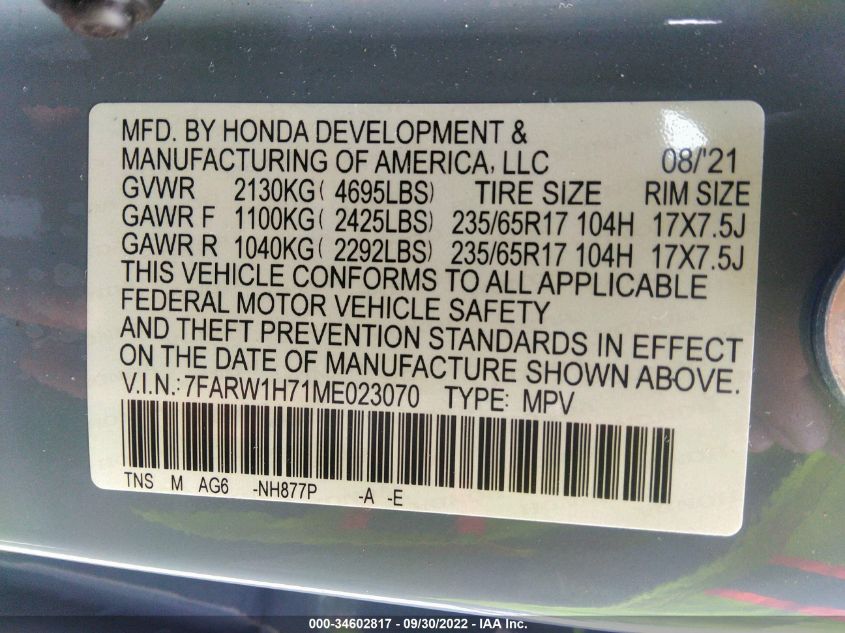 MFD. BY HONDA DEVELOPMENT &
MANUFACTURING OF AMERICA, LLC 08/'21
GVWR 2130KG( 4695LBS) TIRE SIZE RIM SIZE
GAWR F 1100KG( 2425LBS) 235/65R17 104H 17X7.5J
GAWR R 1040KG( 2292LBS) 235/65R17 104H 17X7.5J
THIS VEHICLE CONFORMS TO ALL APPLICABLE
FEDERAL MOTOR VEHICLE SAFETY
AND THEFT PREVENTION STANDARDS IN EFFECT
ON THE DATE OF MANUFACTURE SHOWN ABOVE.
V.I.N.: 7FARW1H71ME023070 TYPE: MPV
TNS M AG6 -NH877P -A -E
000-34602817 - 09/30/2022 - IAA Inc.